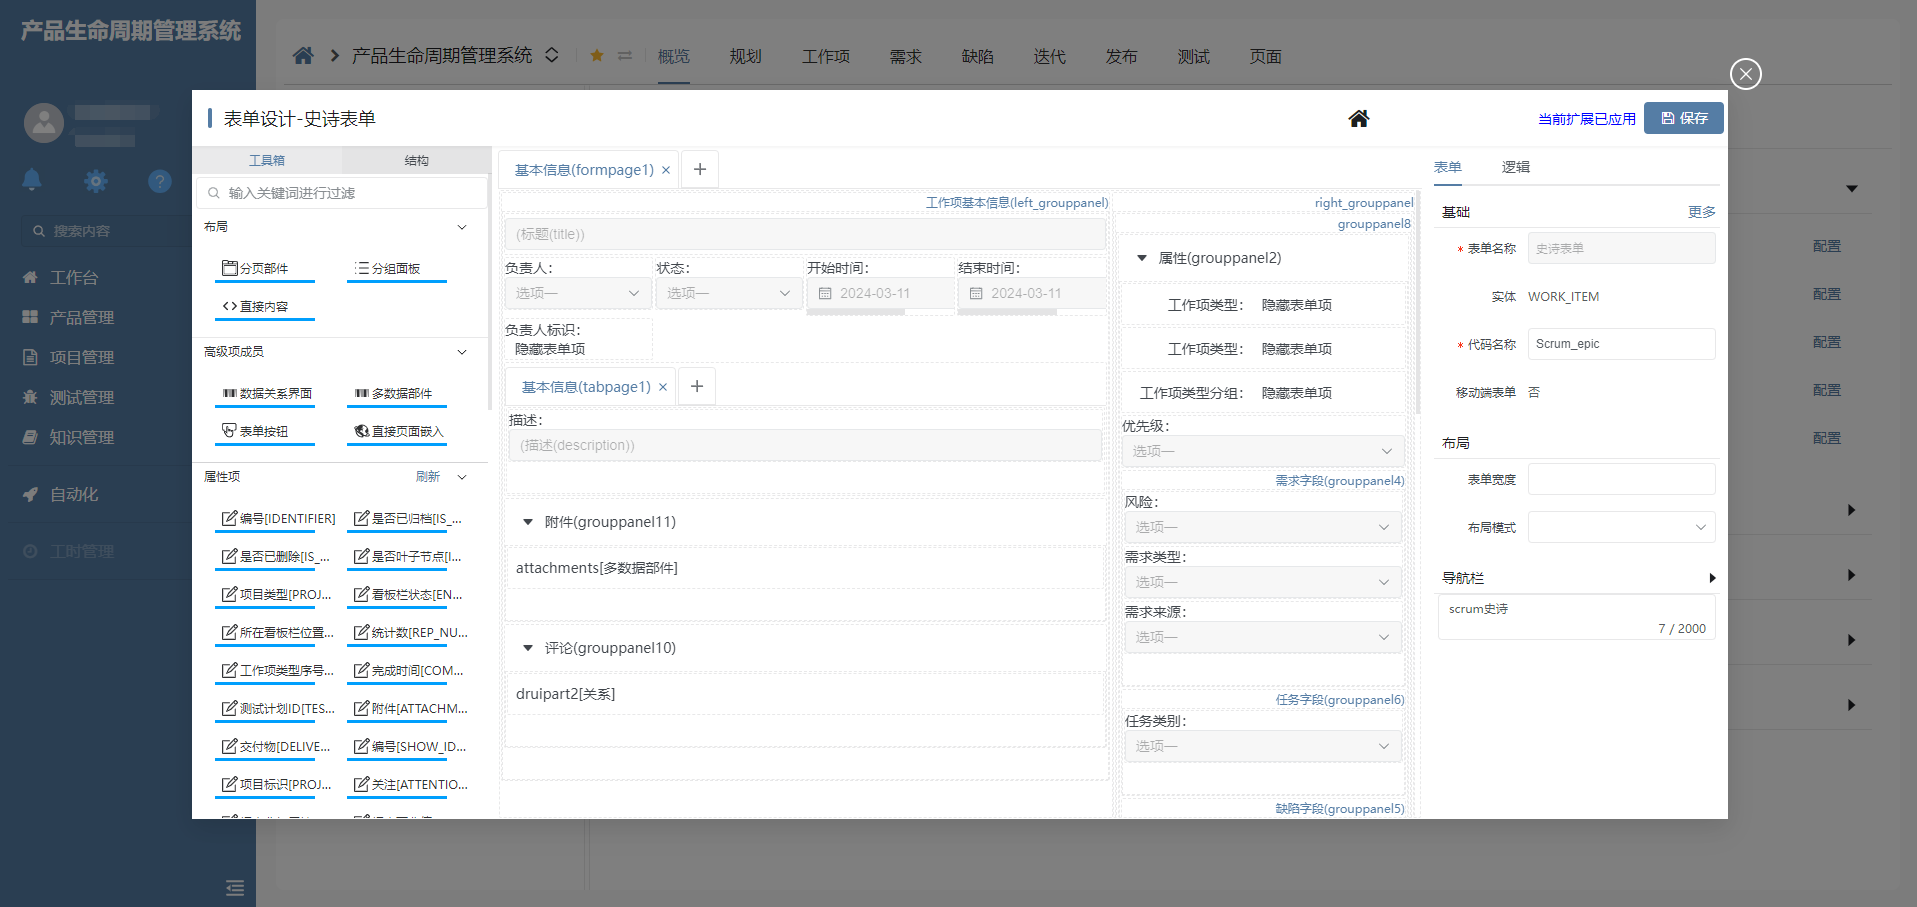 产品生命周期管理系统
产品生命周期管理系统
概览
规划
工作项
需求
缺陷
迭代
发布
测试
页面
搜索内容
工作台
产品管理
项目管理
测试管理
知识管理
自动化
工时管理
表单设计-史诗表单
当前扩展已应用
保存
工具箱
结构
输入关键词进行过滤
布局
分页部件
分组面板
直接内容
高级项成员
数据关系界面
多数据部件
表单按钮
直接页面嵌入
属性项
刷新
编号[IDENTIFIER]
是否已归档[IS_...
是否已删除[IS_...
是否叶子节点[I...
项目类型[PROJ...
看板栏状态[EN...
所在看板栏位置...
统计数[REP_NU...
工作项类型序号...
完成时间[COM...
测试计划ID[TES...
附件[ATTACHM...
交付物[DELIVE...
编号[SHOW_ID...
项目标识[PROJ...
关注[ATTENTIO...
基本信息(formpage1)
工作项基本信息(left_grouppanel)
(标题(title))
负责人：
状态：
开始时间：
结束时间：
选项一
选项一
2024-03-11
2024-03-11
负责人标识：
隐藏表单项
基本信息(tabpage1)
描述：
(描述(description))
附件(grouppanel11)
attachments[多数据部件]
评论(grouppanel10)
druipart2[关系]
right_grouppanel
grouppanel8
属性(grouppanel2)
工作项类型： 隐藏表单项
工作项类型： 隐藏表单项
工作项类型分组： 隐藏表单项
优先级：
选项一
需求字段(grouppanel4)
风险：
选项一
需求类型：
选项一
需求来源：
选项一
任务字段(grouppanel6)
任务类别：
选项一
缺陷字段(grouppanel5)
表单
逻辑
基础
更多
* 表单名称 史诗表单
实体 WORK_ITEM
* 代码名称 Scrum_epic
移动端表单 否
布局
表单宽度
布局模式
导航栏
scrum史诗
7 / 2000
配置
配置
配置
配置
配置